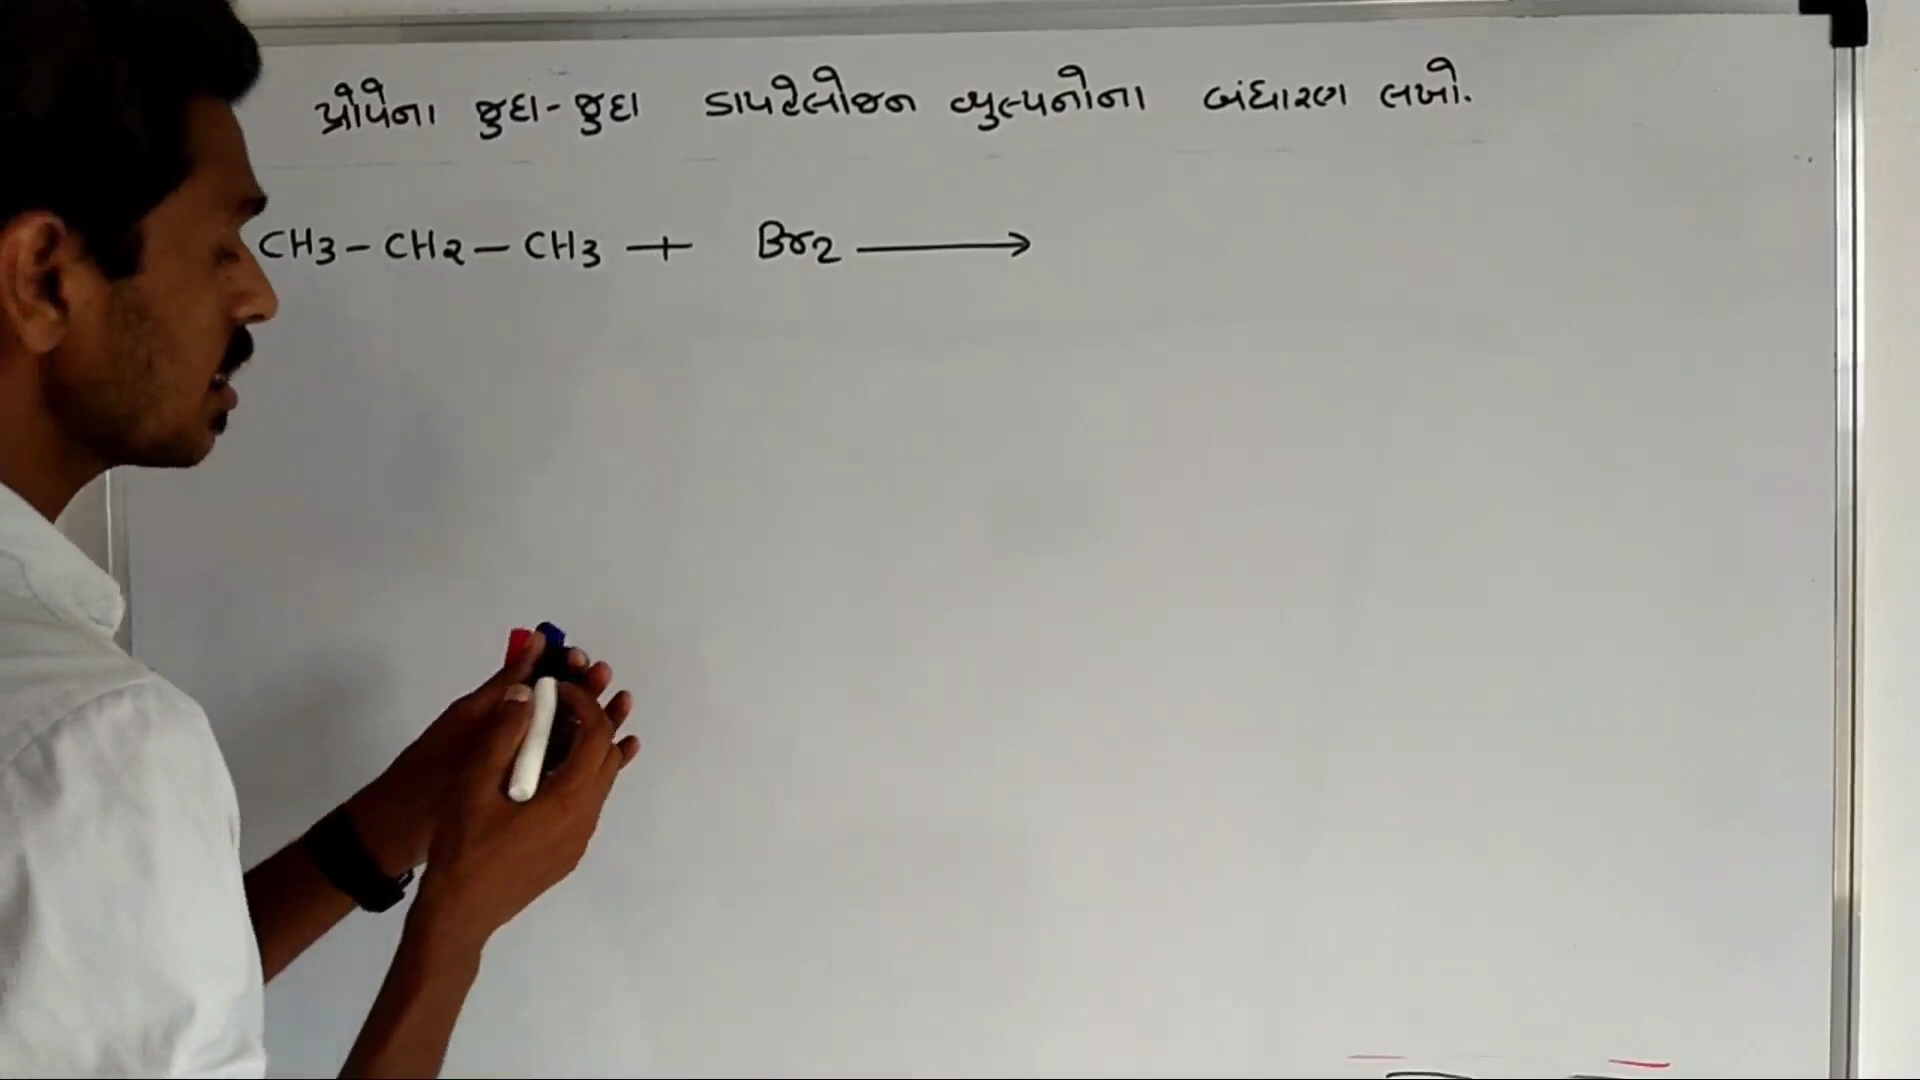 પ્રોપેના જુદા-જુદા ડાયહેલોજન વ્યુત્પનોના બંધારણ લખો.
CH3 – CH2 – CH3 + Br2 ⟶